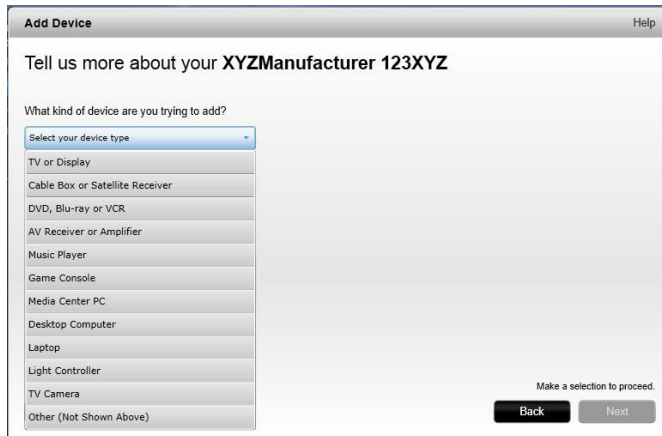 Add Device
Help
Tell us more about your XYZManufacturer 123XYZ
What kind of device are you trying to add?
Select your device type
TV or Display
Cable Box or Satellite Receiver
DVD, Blu-ray or VCR
AV Receiver or Amplifier
Music Player
Game Console
Media Center PC
Desktop Computer
Laptop
Light Controller
TV Camera
Other (Not Shown Above)
Make a selection to proceed.
Back
Next